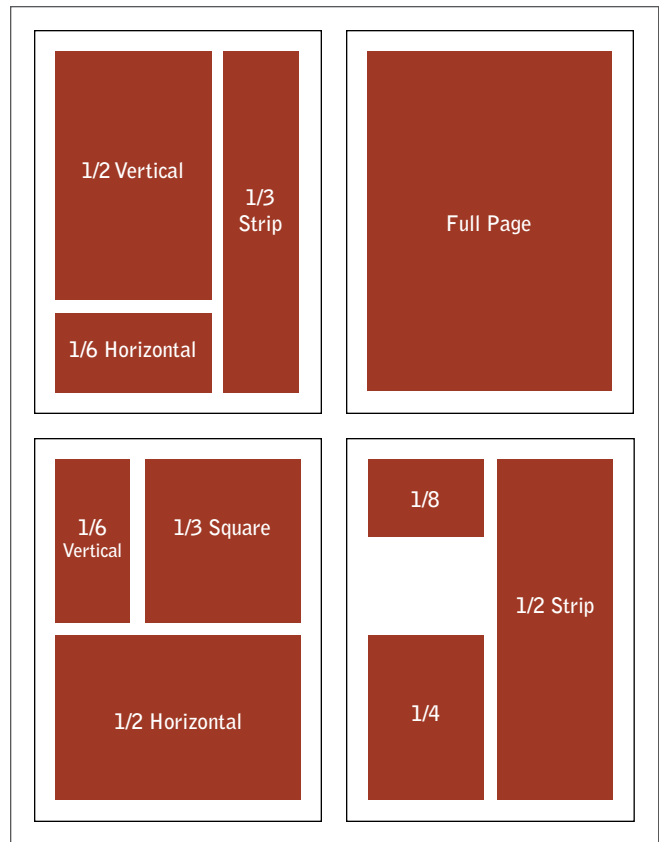 1/2 Vertical
1/3
Strip
1/6 Horizontal
Full Page
1/6
Vertical
1/3 Square
1/2 Horizontal
1/8
1/2 Strip
1/4